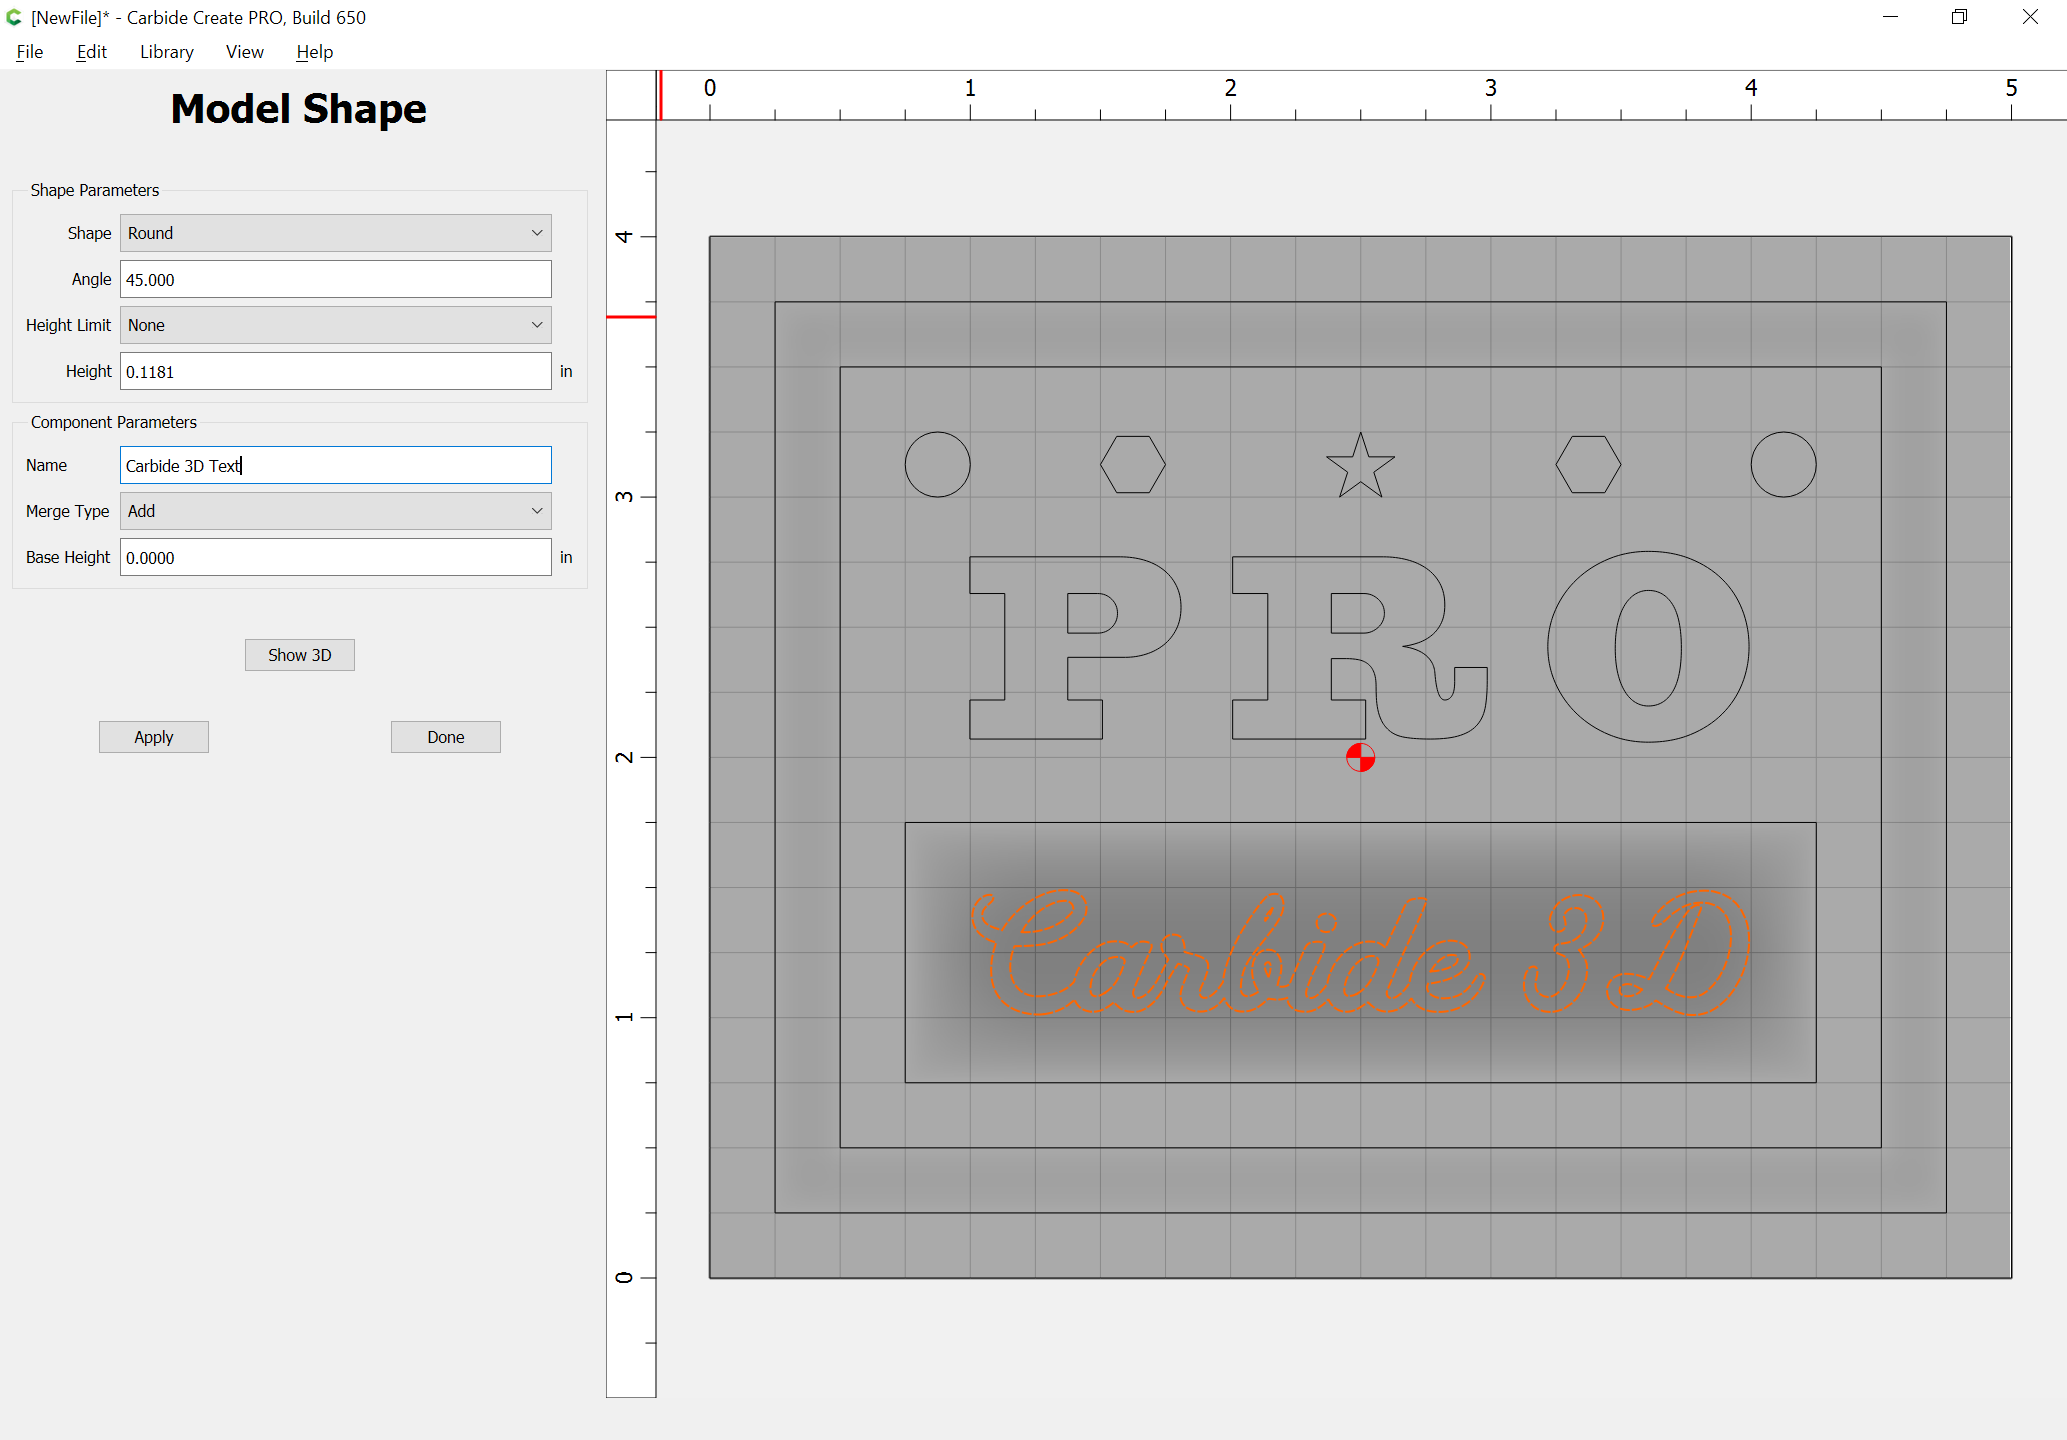 [NewFile]* - Carbide Create PRO, Build 650
File Edit Library View Help
Model Shape
Shape Parameters
Shape Round
Angle 45.000
Height Limit None
Height 0.1181 in
Component Parameters
Name Carbide 3D Text
Merge Type Add
Base Height 0.0000 in
Show 3D
Apply Done
0 1 2 3 4 5
4
3
2
1
0
PRO
Carbide 3D